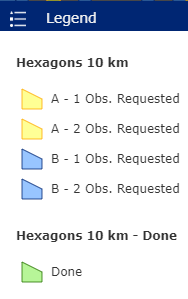 Legend
Hexagons 10 km
A - 1 Obs. Requested
A - 2 Obs. Requested
B - 1 Obs. Requested
B - 2 Obs. Requested
Hexagons 10 km - Done
Done